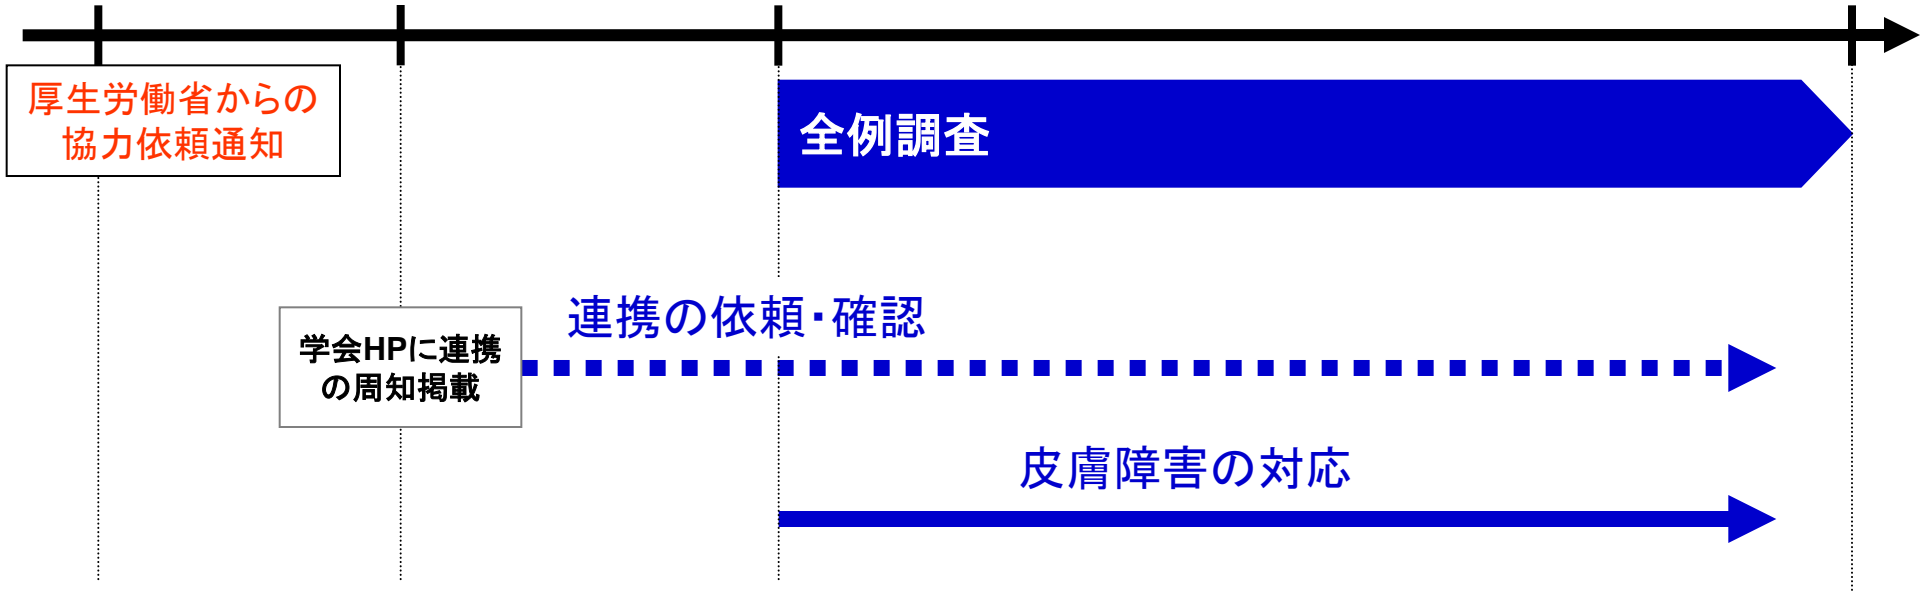 厚生労働省からの
協力依頼通知
全例調査
連携の依頼・確認
学会HPに連携
の周知掲載
皮膚障害の対応